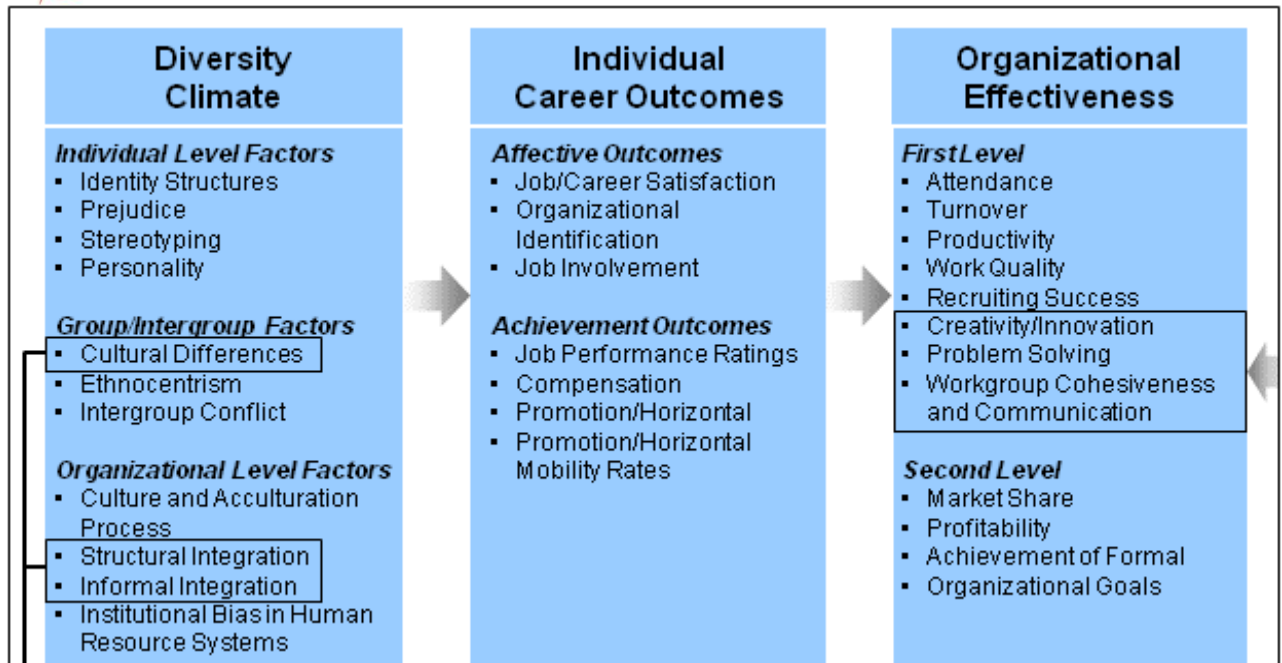 Diversity
Climate
Individual Level Factors
▪ Identity Structures
▪ Prejudice
▪ Stereotyping
▪ Personality
Group/Intergroup Factors
▪ Cultural Differences
▪ Ethnocentrism
▪ Intergroup Conflict
Organizational Level Factors
▪ Culture and Acculturation
Process
▪ Structural Integration
▪ Informal Integration
▪ Institutional Bias in Human
Resource Systems
Individual
Career Outcomes
Affective Outcomes
▪ Job/Career Satisfaction
▪ Organizational
Identification
▪ Job Involvement
Achievement Outcomes
▪ Job Performance Ratings
▪ Compensation
▪ Promotion/Horizontal
▪ Promotion/Horizontal
Mobility Rates
Organizational
Effectiveness
First Level
▪ Attendance
▪ Turnover
▪ Productivity
▪ Work Quality
▪ Recruiting Success
▪ Creativity/Innovation
▪ Problem Solving
▪ Workgroup Cohesiveness
and Communication
Second Level
▪ Market Share
▪ Profitability
▪ Achievement of Formal
▪ Organizational Goals